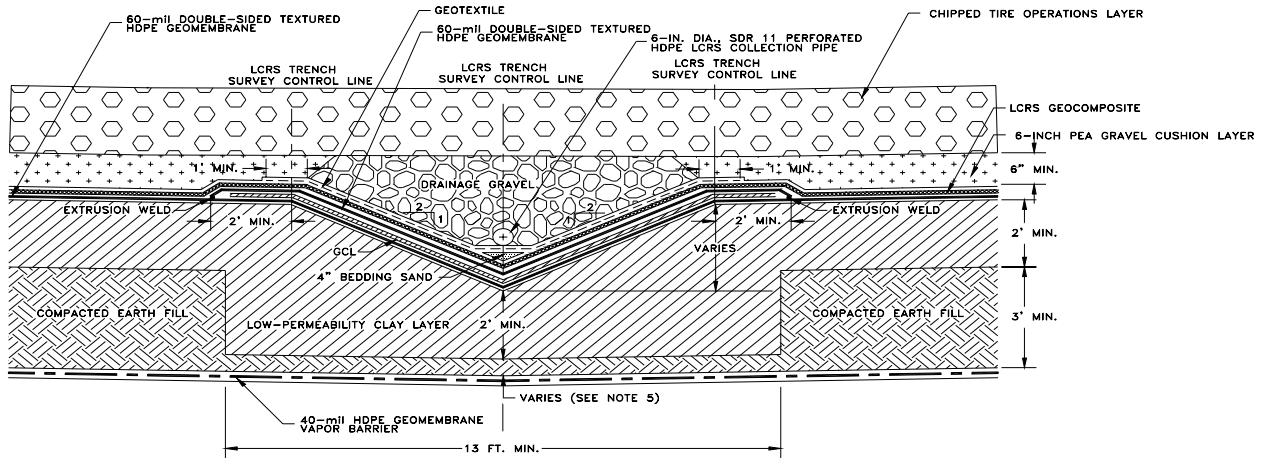 60-mil DOUBLE-SIDED TEXTURED
HDPE GEOMEMBRANE
GEOTEXTILE
60-mil DOUBLE-SIDED TEXTURED
HDPE GEOMEMBRANE
6-IN. DIA., SDR 11 PERFORATED
HDPE LCRS COLLECTION PIPE
CHIPPED TIRE OPERATIONS LAYER
LCRS TRENCH
SURVEY CONTROL LINE
LCRS TRENCH
SURVEY CONTROL LINE
LCRS TRENCH
SURVEY CONTROL LINE
LCRS GEOCOMPOSITE
6-INCH PEA GRAVEL CUSHION LAYER
1' MIN.
1' MIN.
6" MIN.
DRAINAGE GRAVEL
2
1
2
1
EXTRUSION WELD
EXTRUSION WELD
2' MIN.
2' MIN.
2' MIN.
GCL
VARIES
4" BEDDING SAND
COMPACTED EARTH FILL
LOW-PERMEABILITY CLAY LAYER
2' MIN.
COMPACTED EARTH FILL
3' MIN.
VARIES (SEE NOTE 5)
40-mil HDPE GEOMEMBRANE
VAPOR BARRIER
13 FT. MIN.